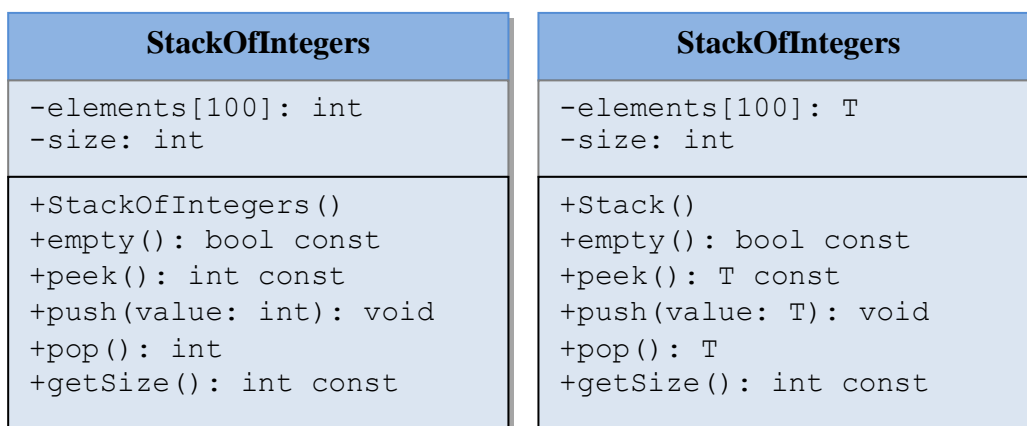 StackOfIntegers
-elements[100]: int
-size: int
+StackOfIntegers()
+empty(): bool const
+peek(): int const
+push(value: int): void
+pop(): int
+getSize(): int const
StackOfIntegers
-elements[100]: T
-size: int
+Stack()
+empty(): bool const
+peek(): T const
+push(value: T): void
+pop(): T
+getSize(): int const